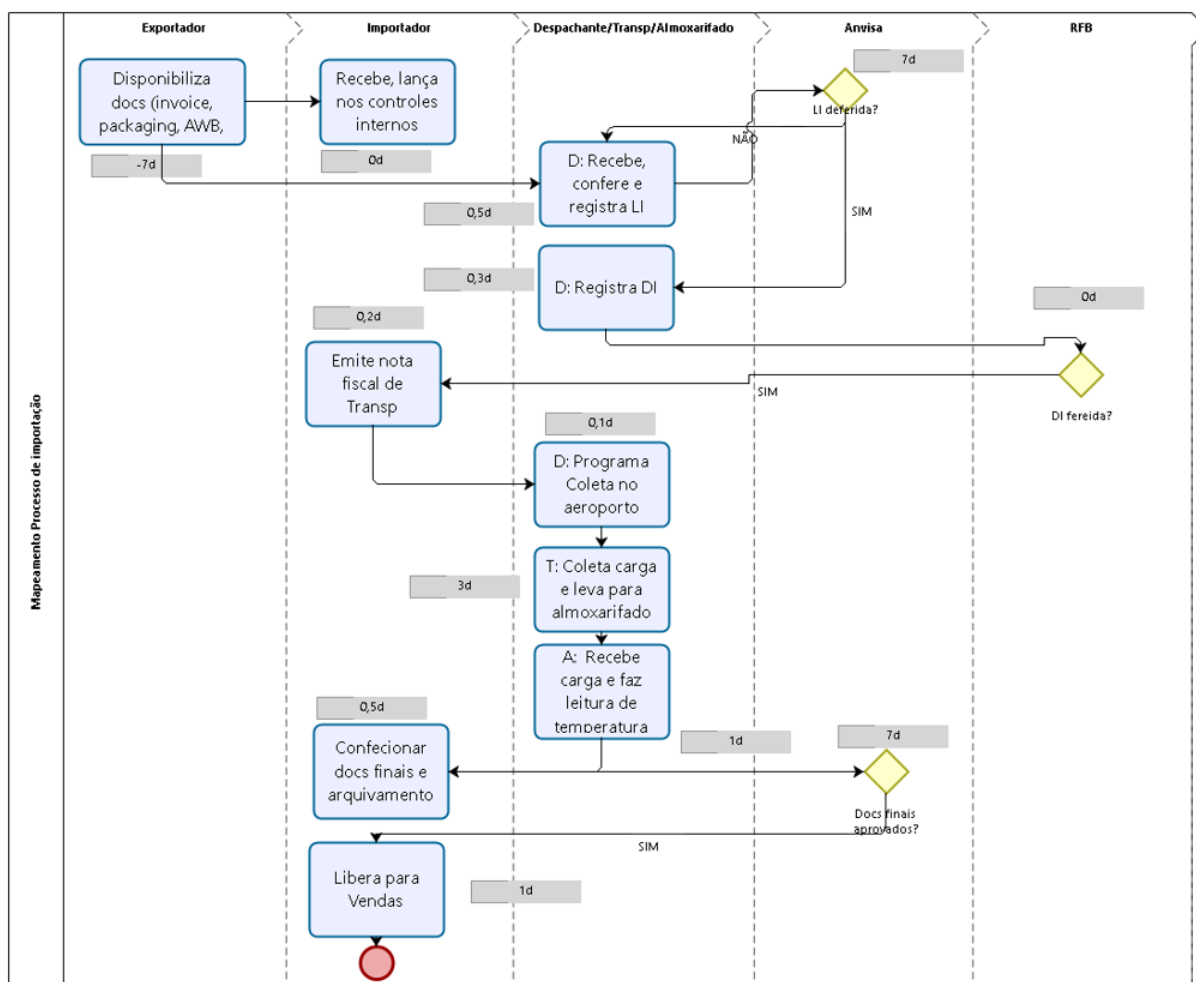 Mapeamento Processo de importação
Exportador
Importador
Despachante/Transp/Almoxarifado
Anvisa
RFB
Disponibiliza
docs (invoice,
packaging, AWB,
-7d
Recebe, lança
nos controles
internos
0d
7d
LI deferida?
NÃO
SIM
D: Recebe,
confere e
registra LI
0,5d
D: Registra DI
0,3d
0d
DI fereida?
SIM
0,2d
Emite nota
fiscal de
Transp
0,1d
D: Programa
Coleta no
aeroporto
T: Coleta carga
e leva para
almoxarifado
3d
A: Recebe
carga e faz
leitura de
temperatura
1d
0,5d
Confecionar
docs finais e
arquivamento
7d
Docs finais
aprovados?
SIM
Libera para
Vendas
1d